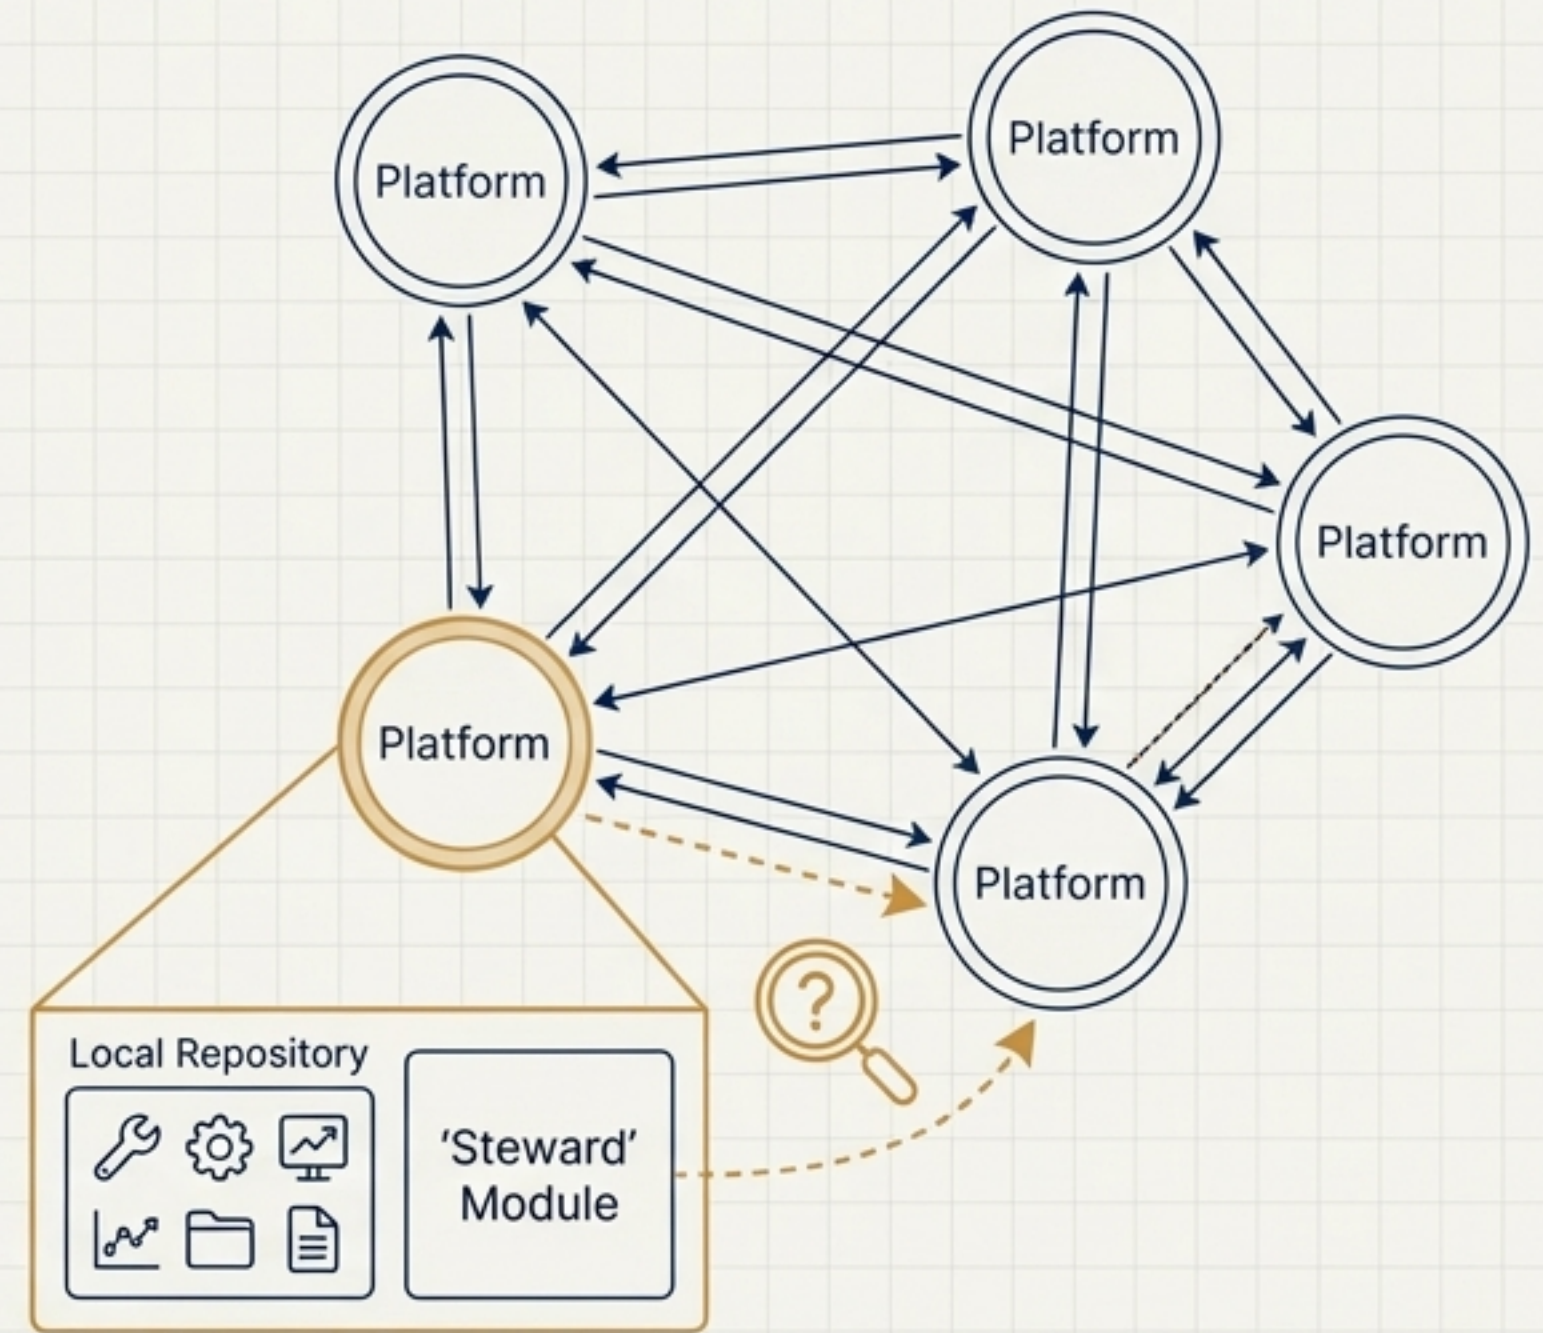 Platform
Platform
Platform
Platform
Platform
?
Local Repository
‘Steward’
Module